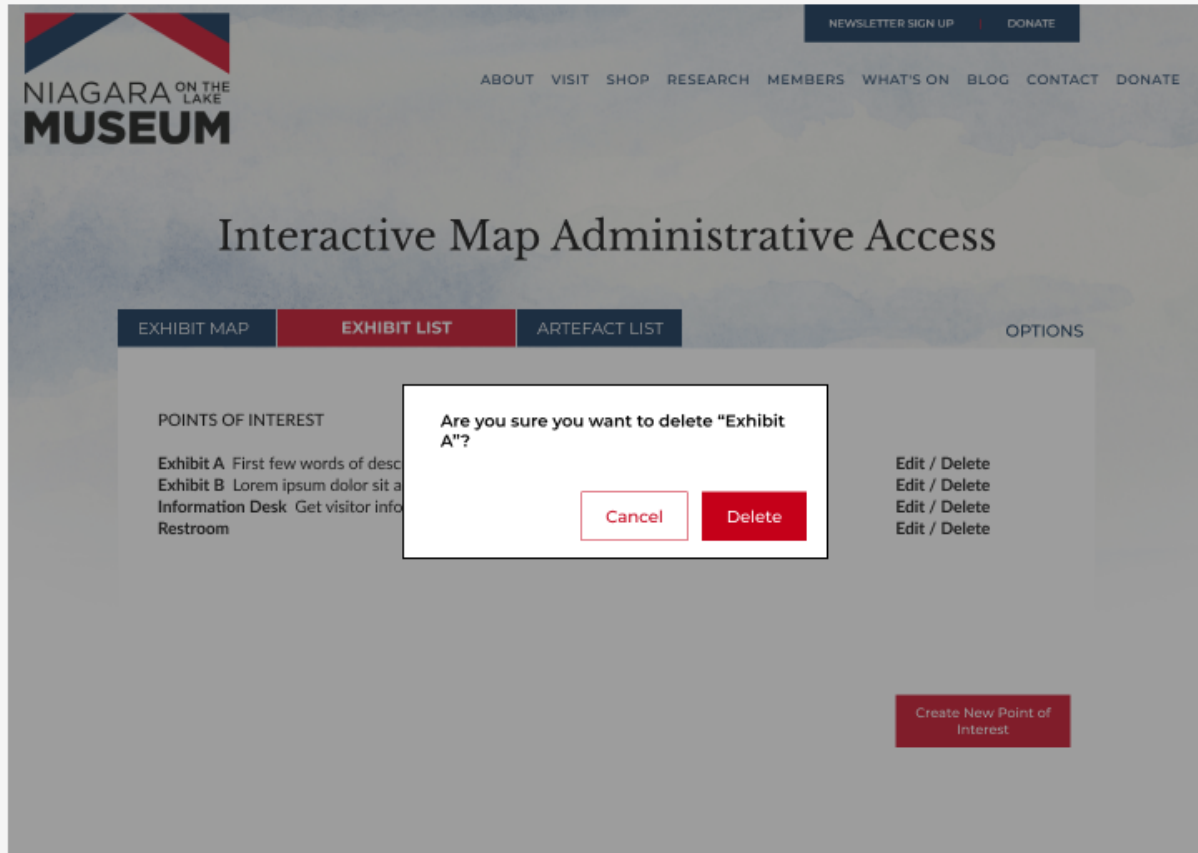 NEWSLETTER SIGN UP | DONATE
NIAGARA ON THE LAKE
MUSEUM
ABOUT VISIT SHOP RESEARCH MEMBERS WHAT'S ON BLOG CONTACT DONATE
Interactive Map Administrative Access
EXHIBIT MAP EXHIBIT LIST ARTEFACT LIST OPTIONS
POINTS OF INTEREST
Exhibit A First few words of desc Edit / Delete
Exhibit B Lorem ipsum dolor sit a Edit / Delete
Information Desk Get visitor info Edit / Delete
Restroom Edit / Delete
Are you sure you want to delete “Exhibit
A”?
Cancel Delete
Create New Point of
Interest